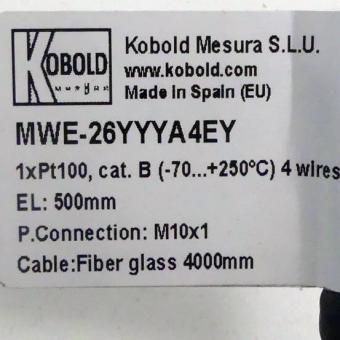 KOBOLD
Kobold Mesura S.L.U.
www.kobold.com
Made in Spain (EU)
MWE-26YYYA4EY
1xPt100, cat. B (-70...+250ºC) 4 wires
EL: 500mm
P.Connection: M10x1
Cable:Fiber glass 4000mm